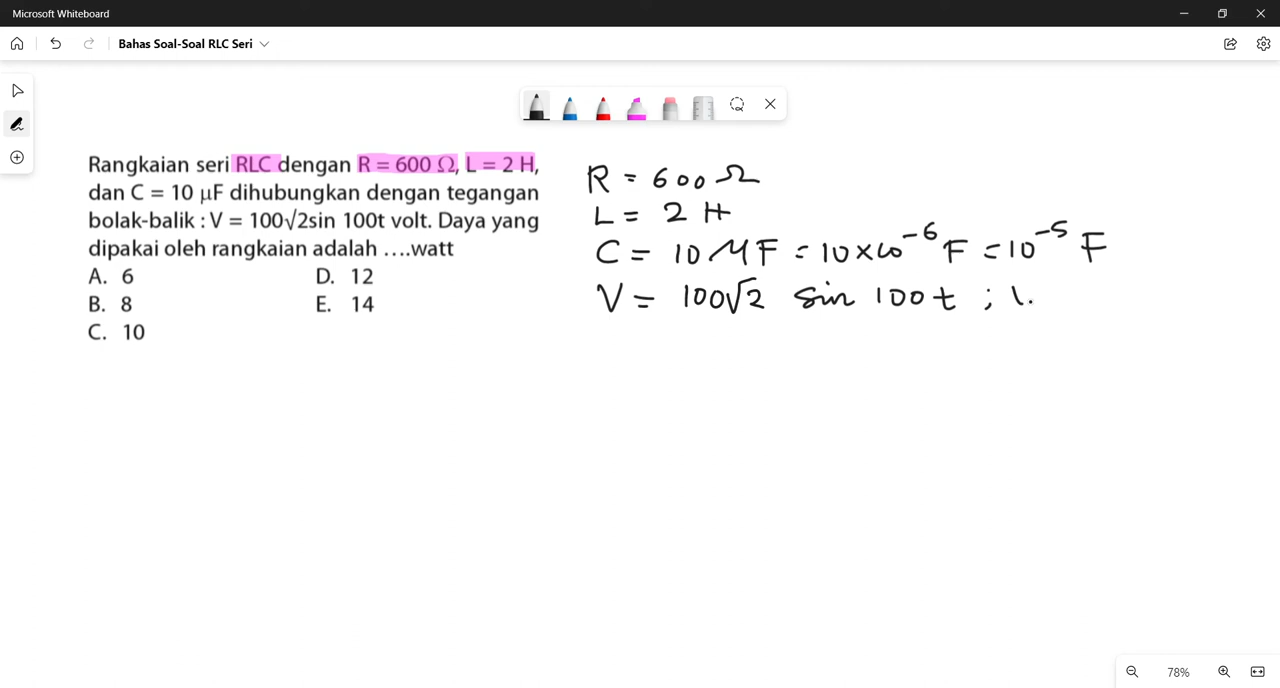 Microsoft Whiteboard
Bahas Soal-Soal RLC Seri
Rangkaian seri RLC dengan R = 600 Ω, L = 2 H,
dan C = 10 μF dihubungkan dengan tegangan
bolak-balik : V = 100√2sin 100t volt. Daya yang
dipakai oleh rangkaian adalah ....watt
A. 6 D. 12
B. 8 E. 14
C. 10
R = 600 Ω
L = 2 H
C = 10 μF = 10 × 10⁻⁶ F = 10⁻⁵ F
V = 100√2 sin 100 t ;
78%